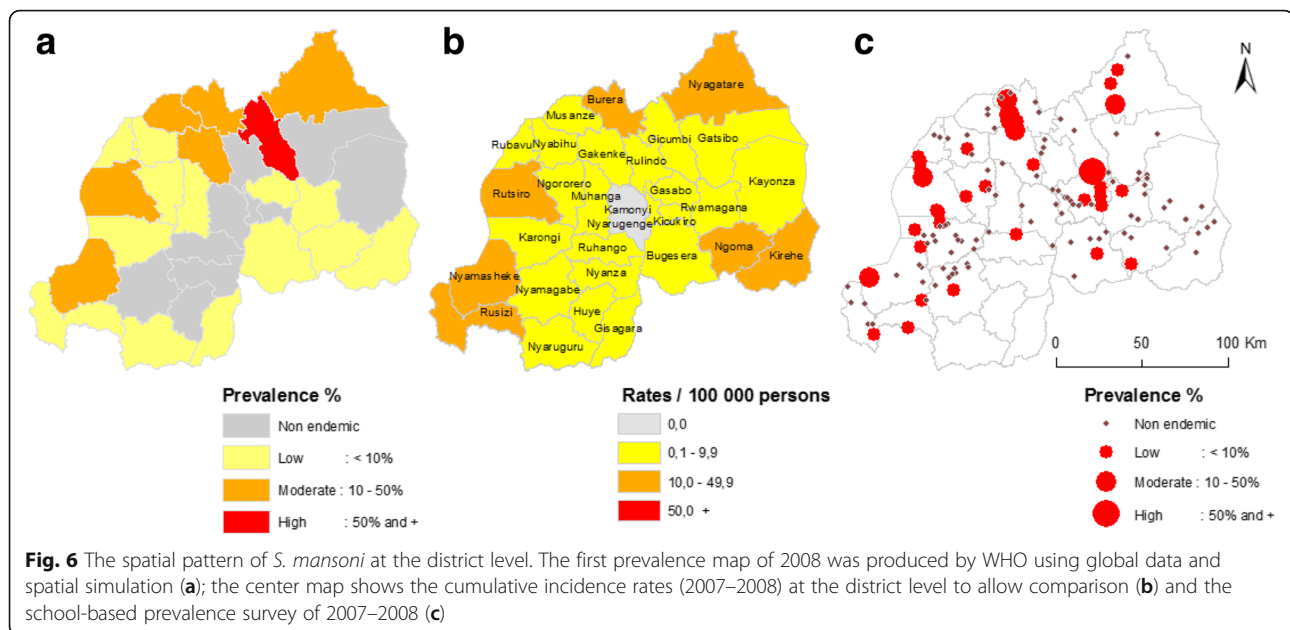 a
b
c
N
Nyagatare
Burera
Musanze
Gicumbi
Gatsibo
Rubavu
Nyabihu
Gakenke
Rulindo
Kayonza
Rutsiro
Ngororero
Gasabo
Muhanga
Kamonyi
Rwamagana
Nyarugenge
Kicukiro
Karongi
Ruhango
Bugesera
Ngoma
Kirehe
Nyamasheke
Nyanza
Nyamagabe
Rusizi
Huye
Gisagara
Nyaruguru
0 50 100 Km
Prevalence %
Non endemic
Low : < 10%
Moderate : 10 - 50%
High : 50% and +
Rates / 100 000 persons
0,0
0,1 - 9,9
10,0 - 49,9
50,0 +
Prevalence %
Non endemic
Low : < 10%
Moderate : 10 - 50%
High : 50% and +
Fig. 6 The spatial pattern of S. mansoni at the district level. The first prevalence map of 2008 was produced by WHO using global data and
spatial simulation (a); the center map shows the cumulative incidence rates (2007–2008) at the district level to allow comparison (b) and the
school-based prevalence survey of 2007–2008 (c)